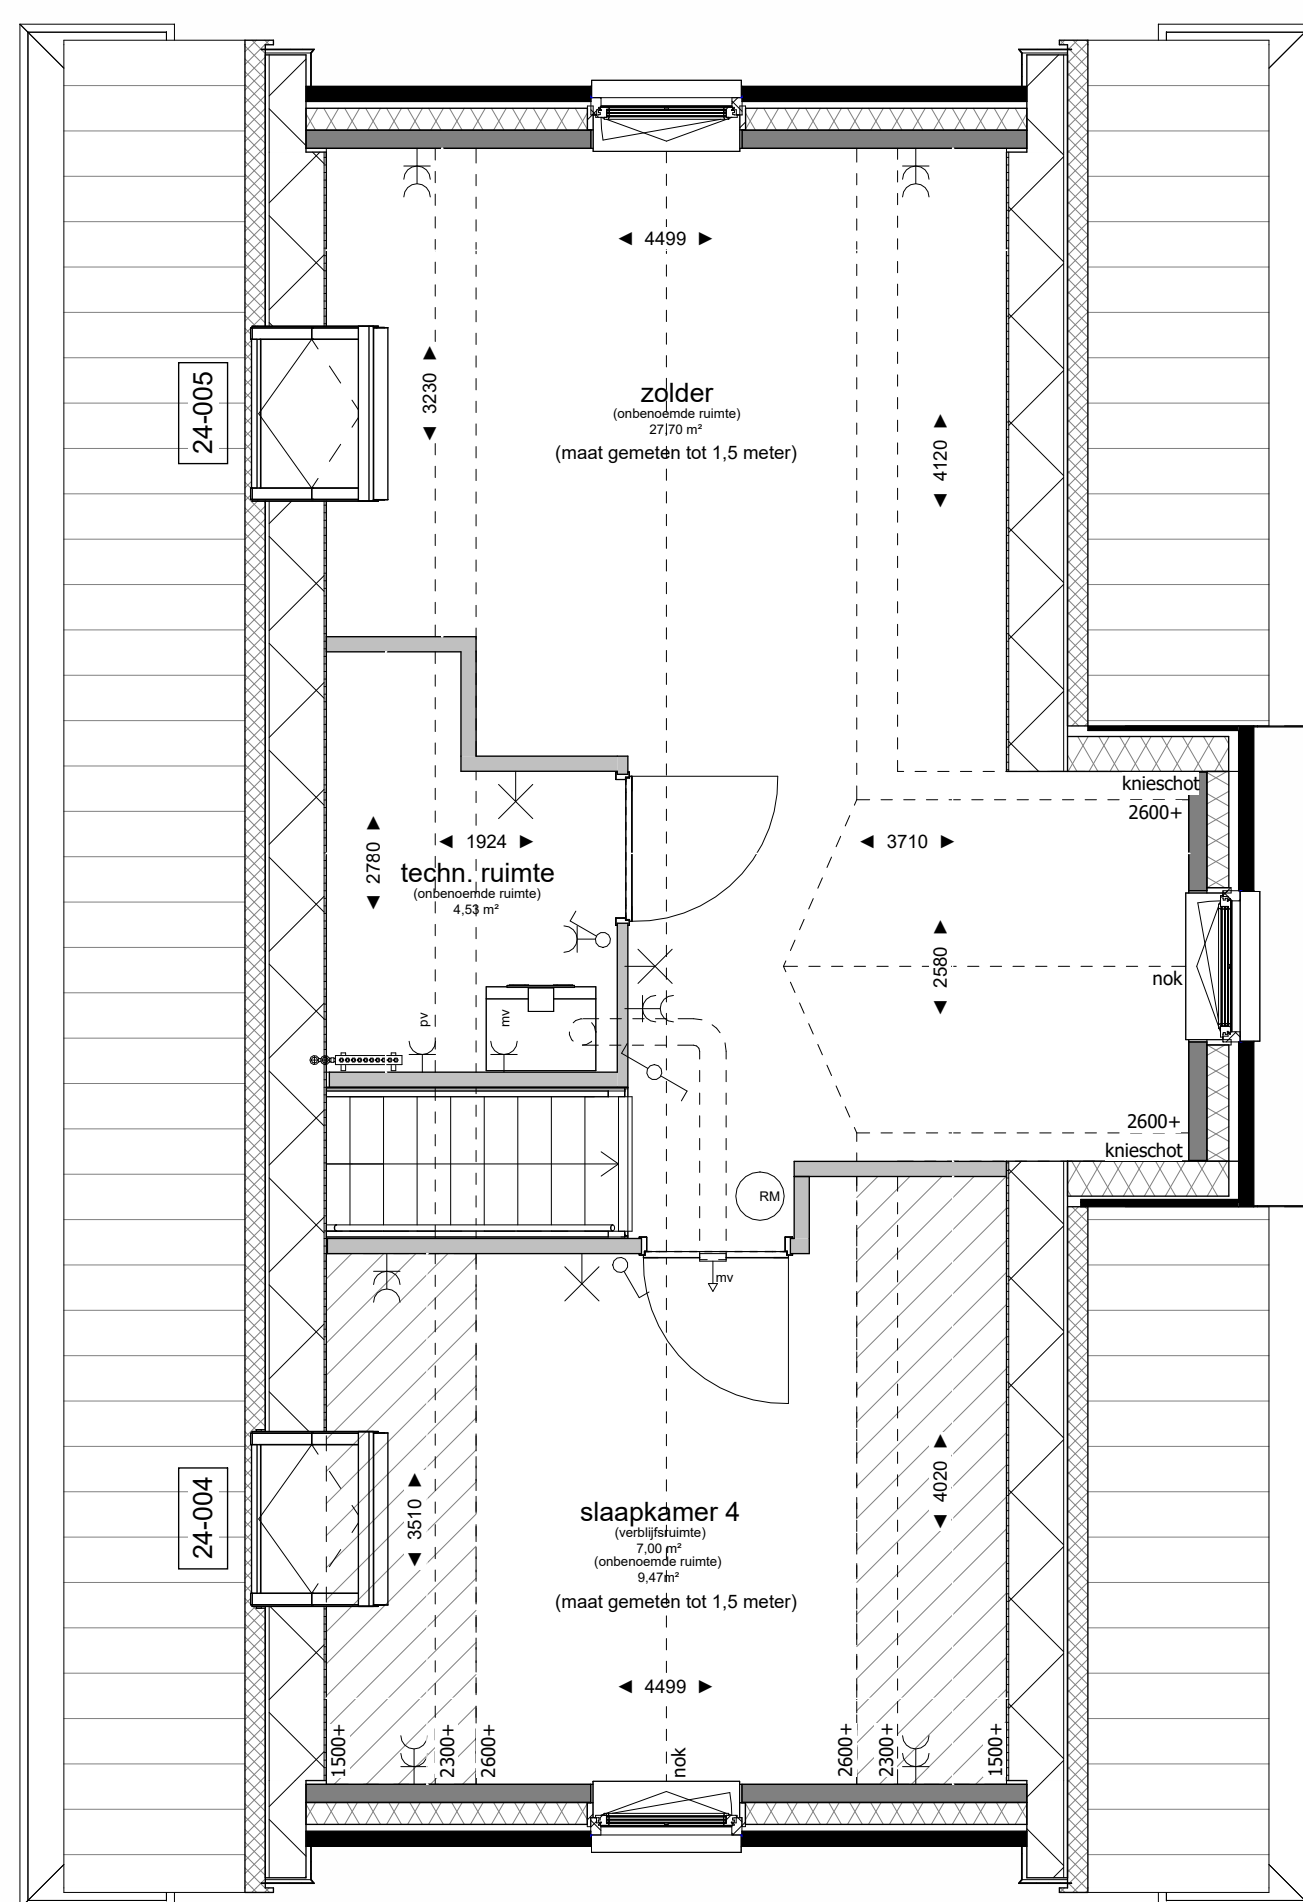 ◄ 4499 ►
24-005
◄ 3230 ►
zolder
(onbenoemde ruimte)
27,70 m²
(maat gemeten tot 1,5 meter)
◄ 4120 ►
knieschot
2600+
◄ 1924 ►
◄ 3710 ►
◄ 2780 ►
techn. ruimte
(onbenoemde ruimte)
4,53 m²
◄ 2580 ►
nok
pv
mv
2600+
knieschot
RM
mv
24-004
◄ 3510 ►
◄ 4020 ►
slaapkamer 4
(verblijfsruimte)
7,00 m²
(onbenoemde ruimte)
9,47m²
(maat gemeten tot 1,5 meter)
◄ 4499 ►
1500+
2300+
2600+
nok
2600+
2300+
1500+